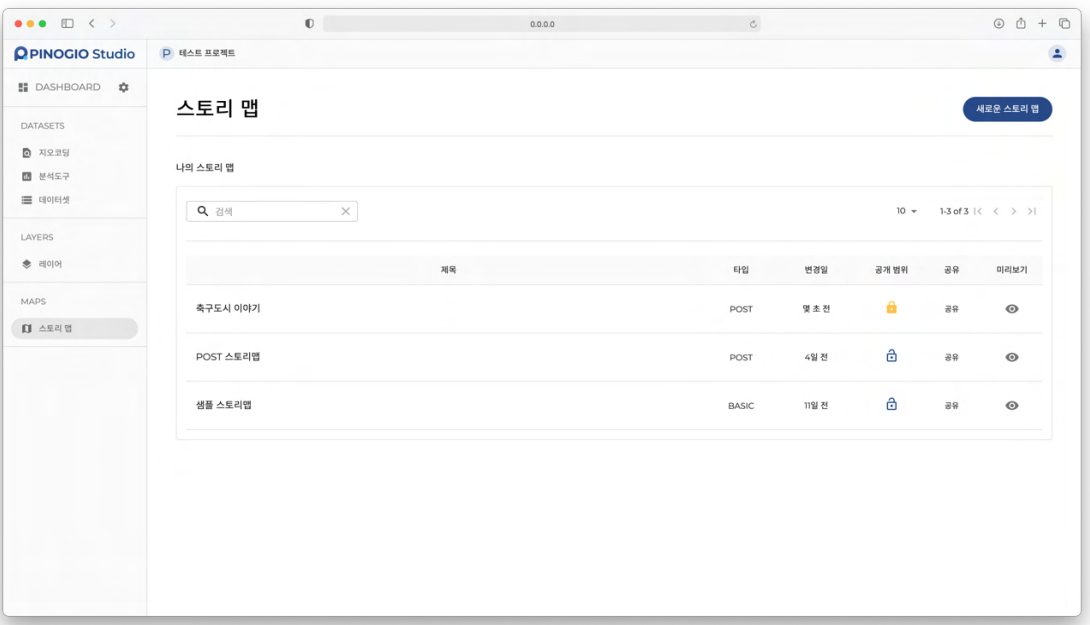 0.0.0.0
PINOGIO Studio
P 테스트 프로젝트
DASHBOARD
DATASETS
지오코딩
분석도구
데이터셋
LAYERS
레이어
MAPS
스토리 맵
스토리 맵
새로운 스토리 맵
나의 스토리 맵
검색
10 1-3 of 3
제목 타입 변경일 공개 범위 공유 미리보기
축구도시 이야기 POST 몇 초 전 공유
POST 스토리맵 POST 4일 전 공유
샘플 스토리맵 BASIC 11일 전 공유